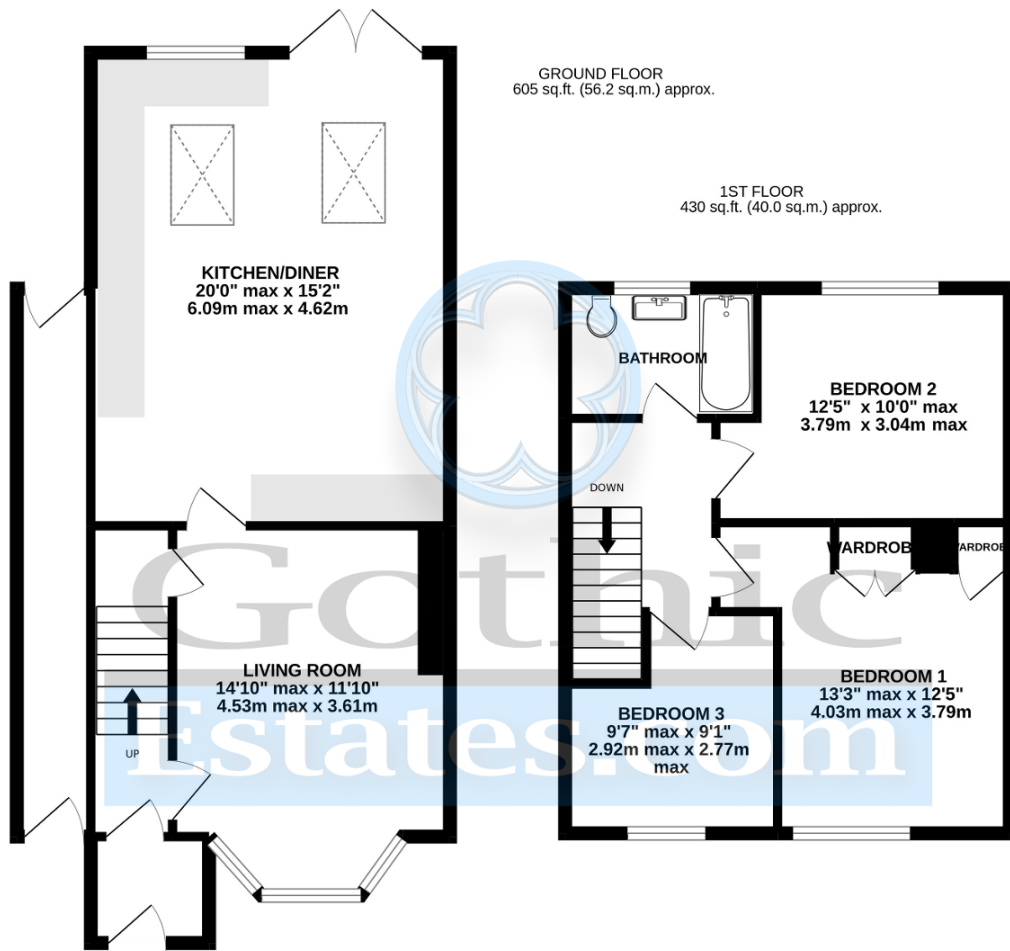 GROUND FLOOR
605 sq.ft. (56.2 sq.m.) approx.
1ST FLOOR
430 sq.ft. (40.0 sq.m.) approx.
KITCHEN/DINER
20'0" max x 15'2"
6.09m max x 4.62m
BATHROOM
BEDROOM 2
12'5" x 10'0" max
3.79m x 3.04m max
DOWN
WARDROB
WARDROB
Gothic
Estates.com
LIVING ROOM
14'10" max x 11'10"
4.53m max x 3.61m
UP
BEDROOM 1
13'3" max x 12'5"
4.03m max x 3.79m
BEDROOM 3
9'7" max x 9'1"
2.92m max x 2.77m
max